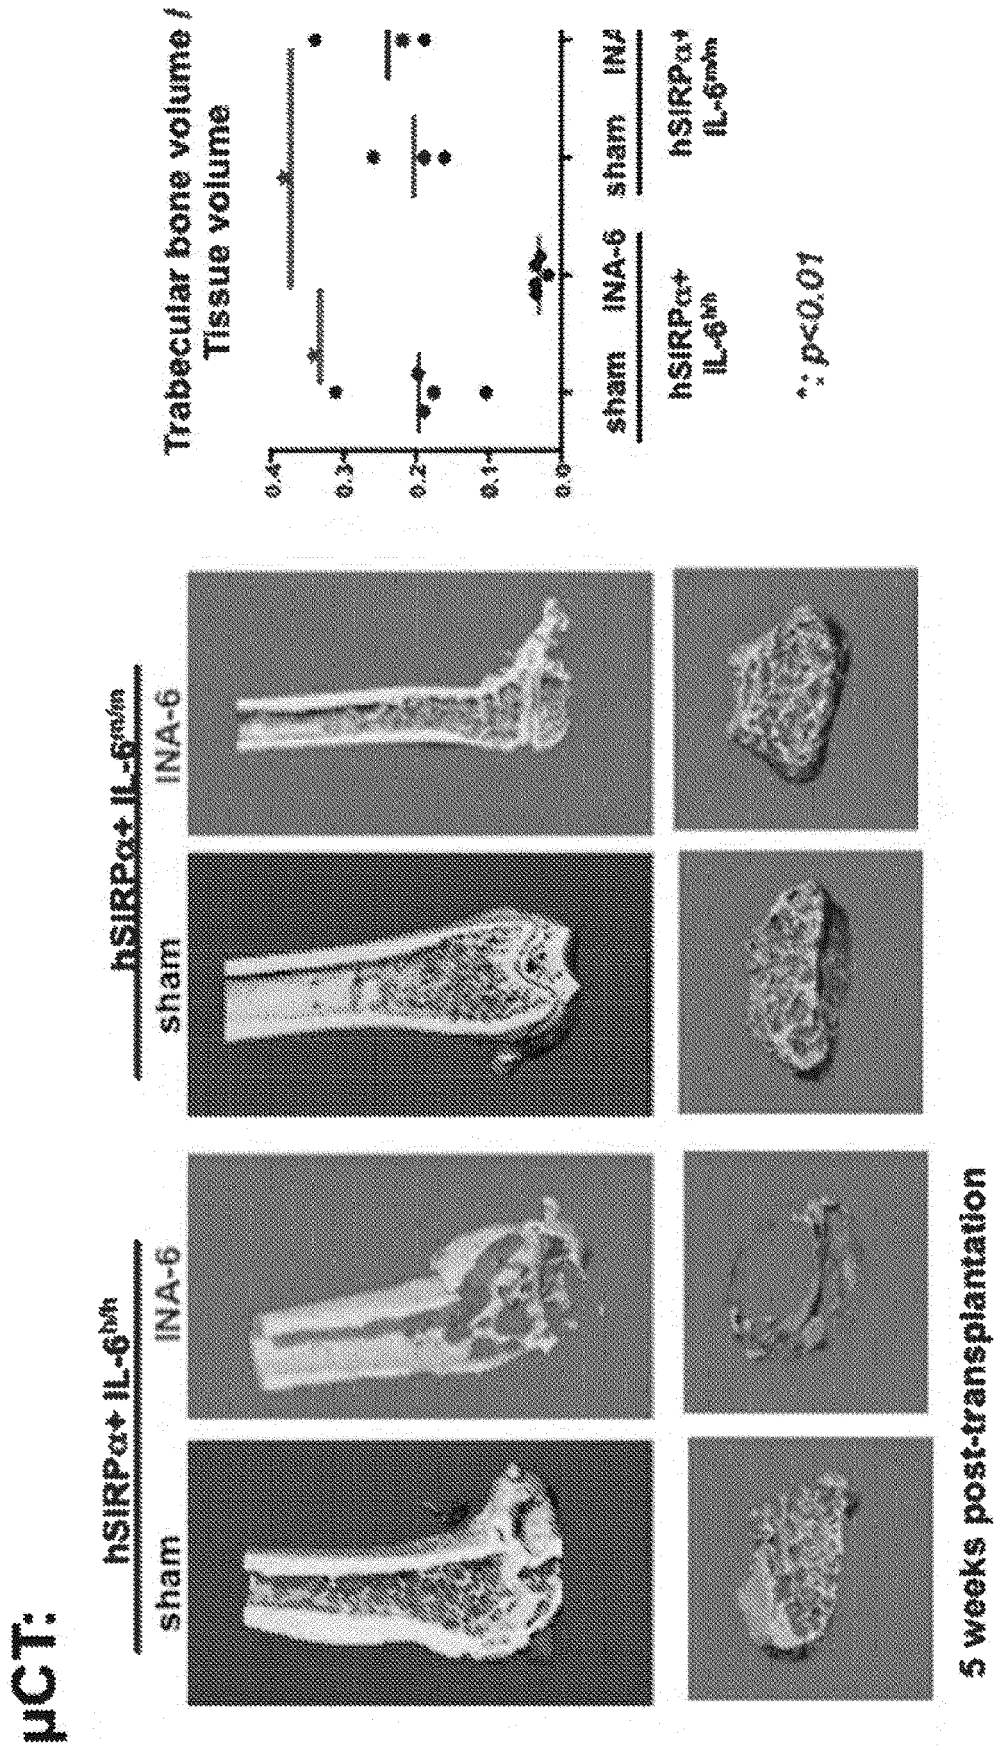 µCT:
hSIRPα+ IL-6h/h
hSIRPα+ IL-6m/m
sham
INA-6
sham
INA-6
5 weeks post-transplantation
Trabecular bone volume /
Tissue volume
*
*
0.4
0.3
0.2
0.1
0.0
sham
INA-6
sham
INA
hSIRPα+
IL-6h/h
hSIRPα+
IL-6m/m
*: p<0.01